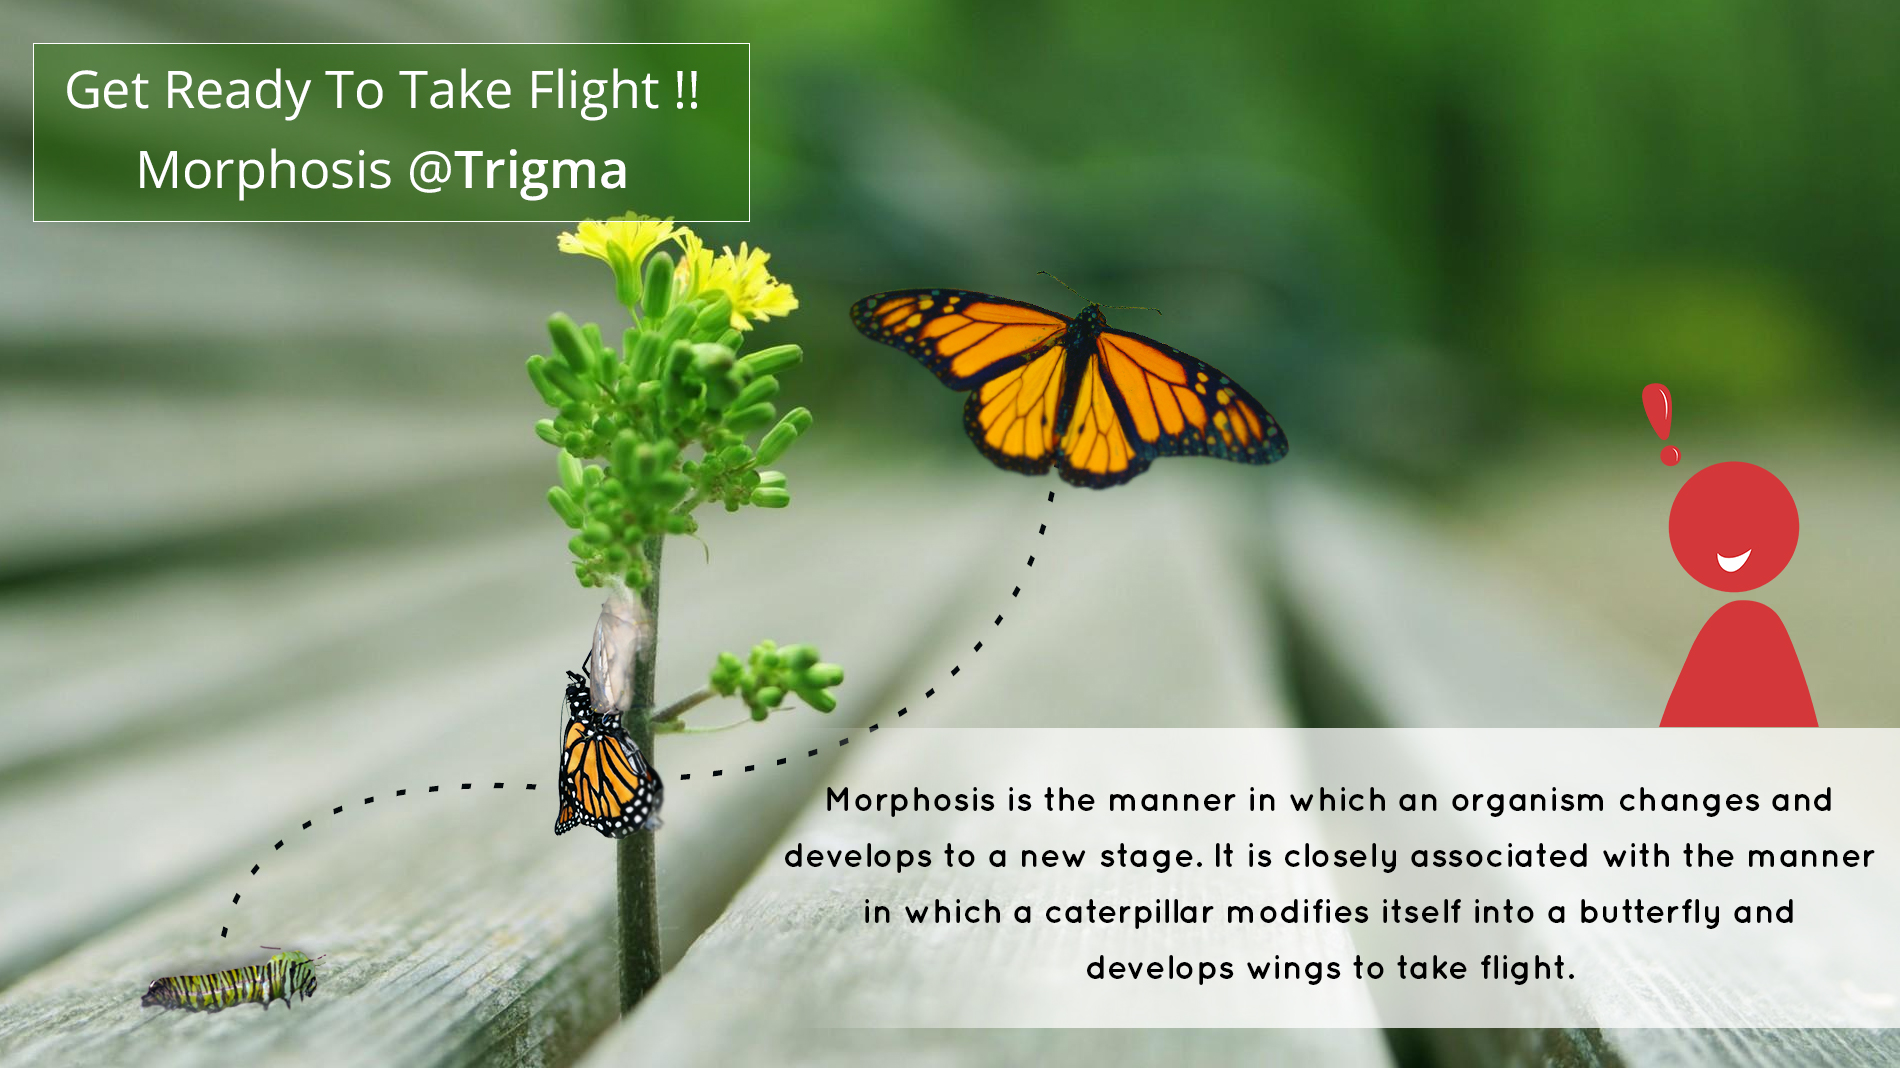 Get Ready To Take Flight !!
Morphosis @Trigma
Morphosis is the manner in which an organism changes and
develops to a new stage. It is closely associated with the manner
in which a caterpillar modifies itself into a butterfly and
develops wings to take flight.